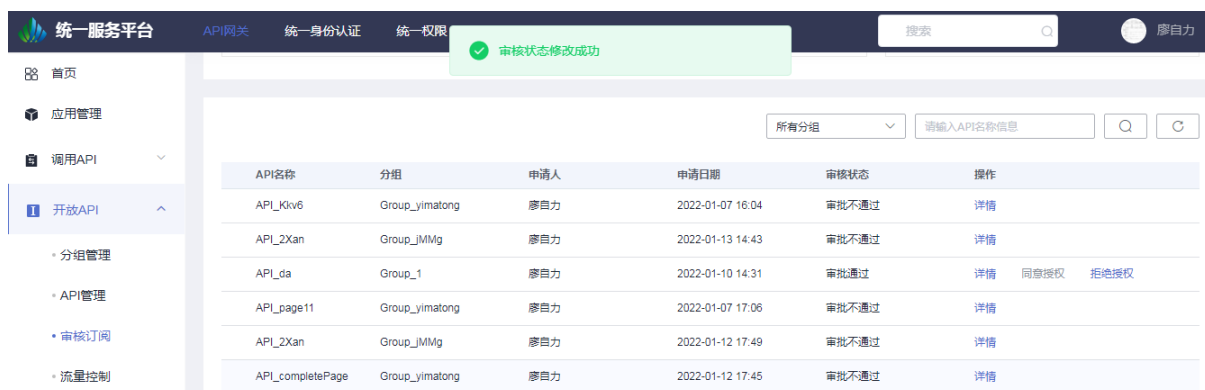 统一服务平台 API网关 统一身份认证 统一权限 搜索 廖自力
审核状态修改成功
首页
应用管理
调用API
开放API
分组管理
API管理
审核订阅
流量控制
所有分组 请输入API名称信息
API名称 分组 申请人 申请日期 审核状态 操作
API_Kkv6 Group_yimatong 廖自力 2022-01-07 16:04 审批不通过 详情
API_2Xan Group_jMMg 廖自力 2022-01-13 14:43 审批不通过 详情
API_da Group_1 廖自力 2022-01-10 14:31 审批通过 详情 同意授权 拒绝授权
API_page11 Group_yimatong 廖自力 2022-01-07 17:06 审批不通过 详情
API_2Xan Group_jMMg 廖自力 2022-01-12 17:49 审批不通过 详情
API_completePage Group_yimatong 廖自力 2022-01-12 17:45 审批不通过 详情